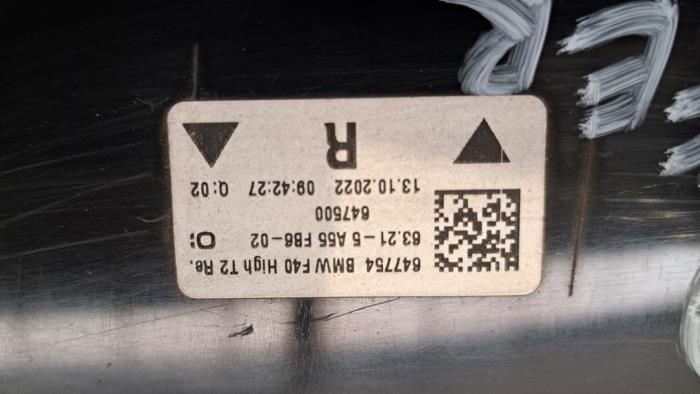 647754 BMW F40 High T2 Re.
63.21-5 A55 FB6-02 O:
647500
13.10.2022 09:42:27 Q:02
R